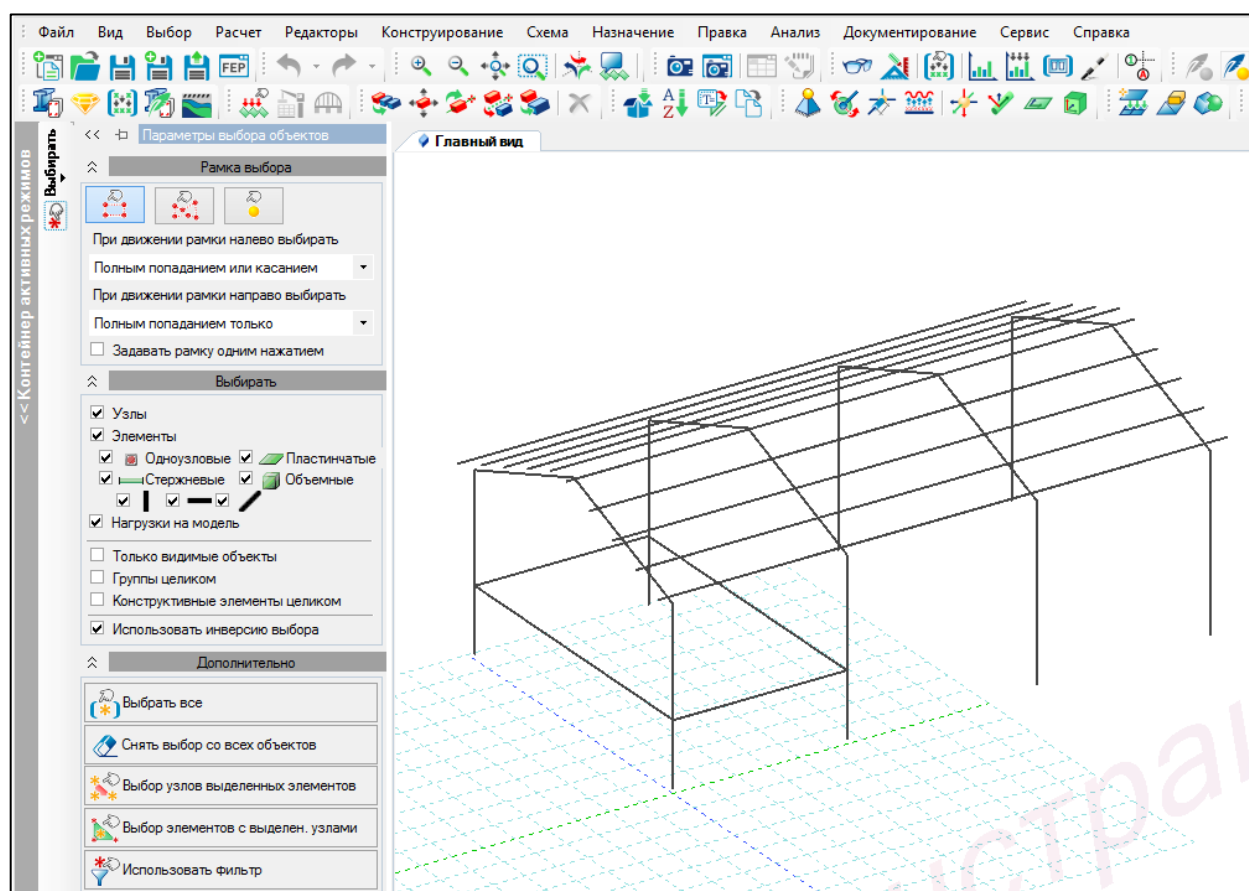 Файл Вид Выбор Расчет Редакторы Конструирование Схема Назначение Правка Анализ Документирование Сервис Справка
FEP
<< Контейнер активных режимов
Выбирать
<< Параметры выбора объектов
Главный вид
Рамка выбора
При движении рамки налево выбирать
Полным попаданием или касанием
При движении рамки направо выбирать
Полным попаданием только
Задавать рамку одним нажатием
Выбирать
Узлы
Элементы
Одноузловые Пластинчатые
Стержневые Объемные
Нагрузки на модель
Только видимые объекты
Группы целиком
Конструктивные элементы целиком
Использовать инверсию выбора
Дополнительно
Выбрать все
Снять выбор со всех объектов
Выбор узлов выделенных элементов
Выбор элементов с выделен. узлами
Использовать фильтр